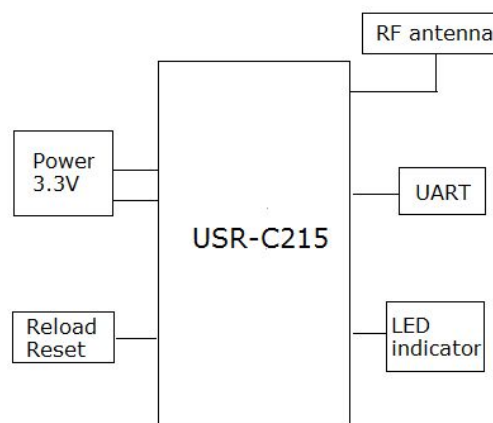 RF antenna
Power
3.3V
UART
USR-C215
Reload
Reset
LED
indicator